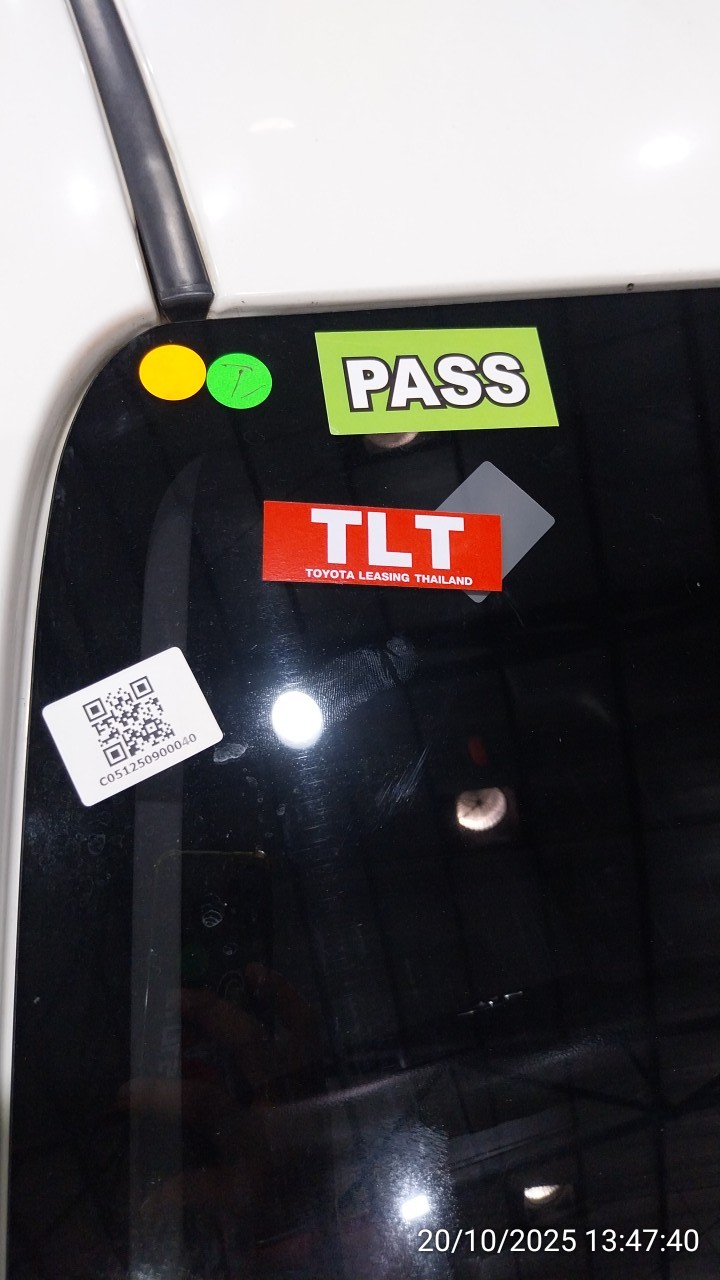 PASS
TLT
TOYOTA LEASING THAILAND
C051250900040
20/10/2025 13:47:40